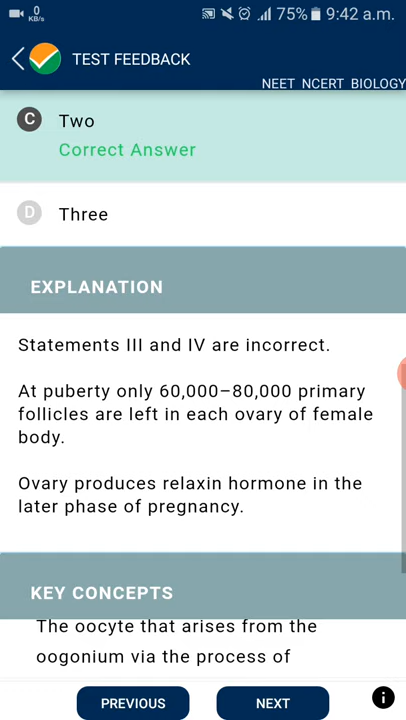 0
KB/s
75% 9:42 a.m.
TEST FEEDBACK
NEET NCERT BIOLOGY
C Two
Correct Answer
D Three
EXPLANATION
Statements III and IV are incorrect.
At puberty only 60,000–80,000 primary
follicles are left in each ovary of female
body.
Ovary produces relaxin hormone in the
later phase of pregnancy.
KEY CONCEPTS
The oocyte that arises from the
oogonium via the process of
PREVIOUS
NEXT
i